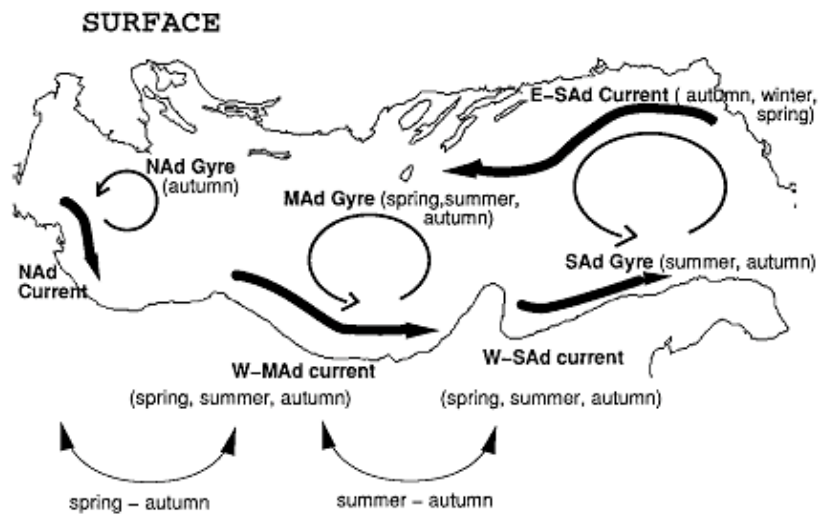 SURFACE
E-SAd Current ( autumn, winter,
spring)
NAd Gyre
(autumn)
MAd Gyre (spring,summer,
autumn)
NAd
Current
SAd Gyre (summer, autumn)
W-MAd current
(spring, summer, autumn)
W-SAd current
(spring, summer, autumn)
spring - autumn
summer - autumn